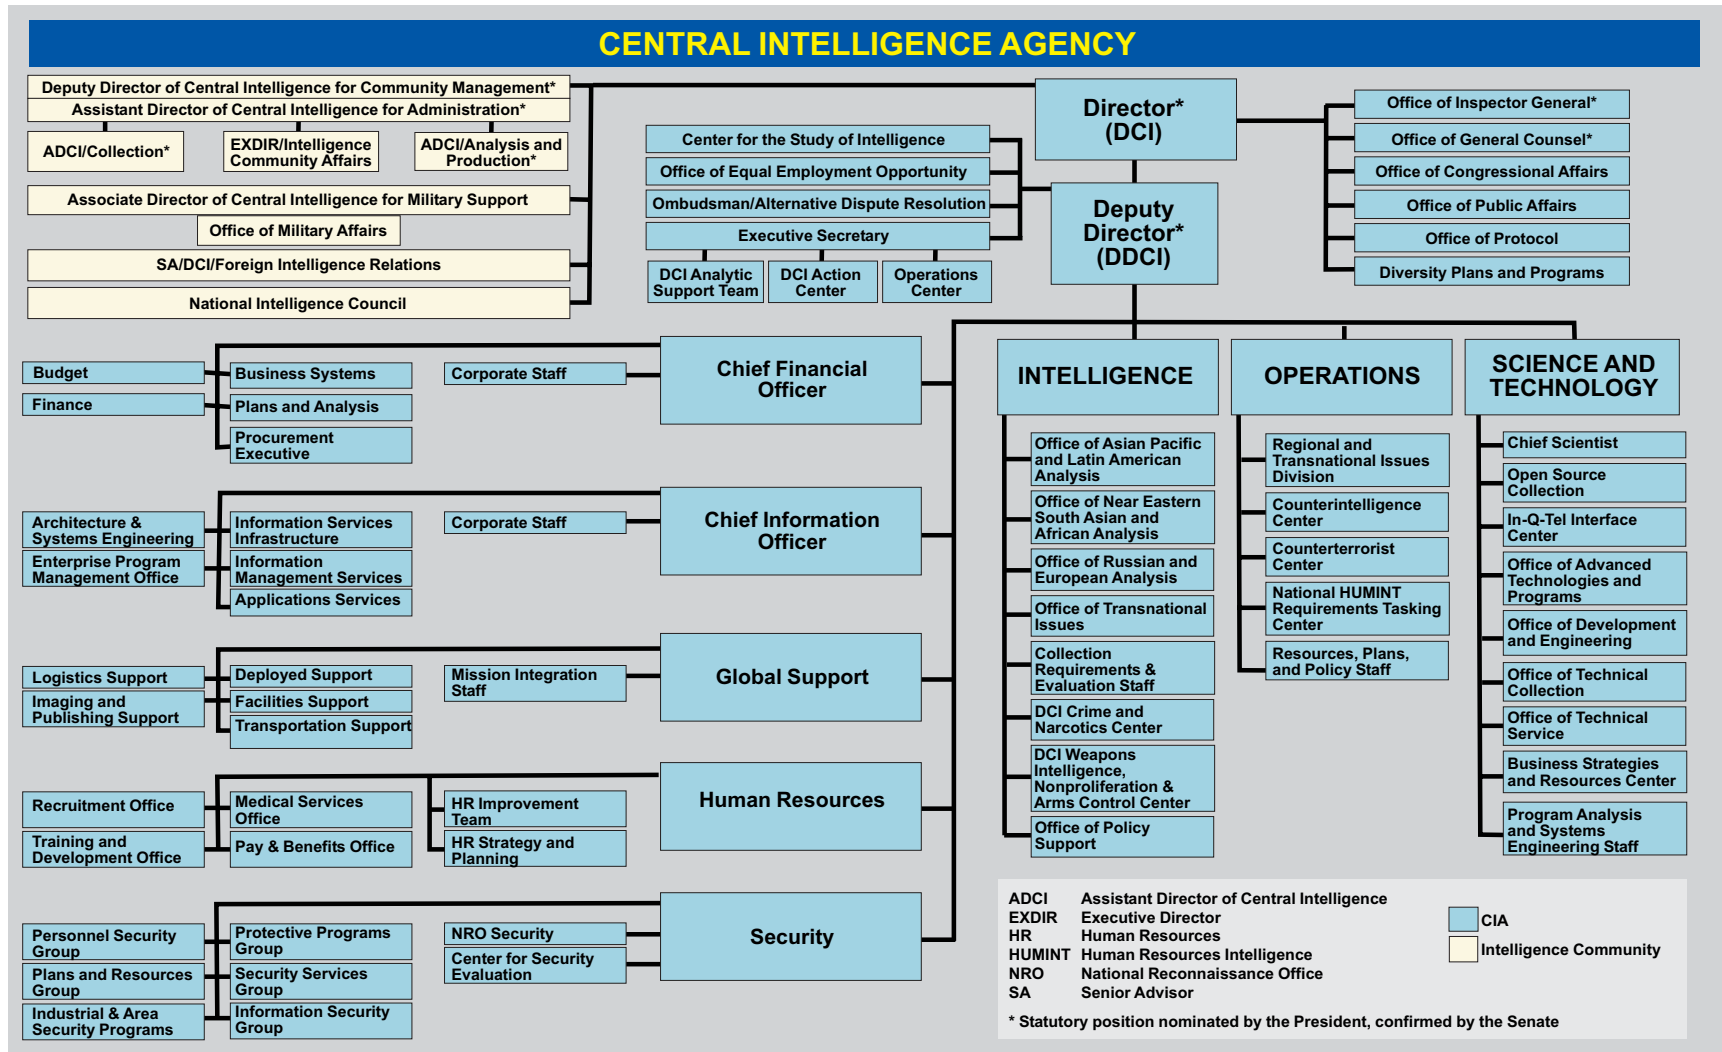 CENTRAL INTELLIGENCE AGENCY
Deputy Director of Central Intelligence for Community Management*
Assistant Director of Central Intelligence for Administration*
ADCI/Collection*
EXDIR/Intelligence
Community Affairs
ADCI/Analysis and
Production*
Associate Director of Central Intelligence for Military Support
Office of Military Affairs
SA/DCI/Foreign Intelligence Relations
National Intelligence Council
Center for the Study of Intelligence
Office of Equal Employment Opportunity
Ombudsman/Alternative Dispute Resolution
Executive Secretary
DCI Analytic
Support Team
DCI Action
Center
Operations
Center
Director*
(DCI)
Deputy
Director*
(DDCI)
Office of Inspector General*
Office of General Counsel*
Office of Congressional Affairs
Office of Public Affairs
Office of Protocol
Diversity Plans and Programs
Budget
Finance
Business Systems
Plans and Analysis
Procurement
Executive
Corporate Staff
Chief Financial
Officer
Architecture &
Systems Engineering
Enterprise Program
Management Office
Information Services
Infrastructure
Information
Management Services
Applications Services
Corporate Staff
Chief Information
Officer
Logistics Support
Imaging and
Publishing Support
Deployed Support
Facilities Support
Transportation Support
Mission Integration
Staff
Global Support
Recruitment Office
Training and
Development Office
Medical Services
Office
Pay & Benefits Office
HR Improvement
Team
HR Strategy and
Planning
Human Resources
Personnel Security
Group
Plans and Resources
Group
Industrial & Area
Security Programs
Protective Programs
Group
Security Services
Group
Information Security
Group
NRO Security
Center for Security
Evaluation
Security
INTELLIGENCE
Office of Asian Pacific
and Latin American
Analysis
Office of Near Eastern
South Asian and
African Analysis
Office of Russian and
European Analysis
Office of Transnational
Issues
Collection
Requirements &
Evaluation Staff
DCI Crime and
Narcotics Center
DCI Weapons
Intelligence,
Nonproliferation &
Arms Control Center
Office of Policy
Support
OPERATIONS
Regional and
Transnational Issues
Division
Counterintelligence
Center
Counterterrorist
Center
National HUMINT
Requirements Tasking
Center
Resources, Plans,
and Policy Staff
SCIENCE AND
TECHNOLOGY
Chief Scientist
Open Source
Collection
In-Q-Tel Interface
Center
Office of Advanced
Technologies and
Programs
Office of Development
and Engineering
Office of Technical
Collection
Office of Technical
Service
Business Strategies
and Resources Center
Program Analysis
and Systems
Engineering Staff
ADCI Assistant Director of Central Intelligence
EXDIR Executive Director
HR Human Resources
HUMINT Human Resources Intelligence
NRO National Reconnaissance Office
SA Senior Advisor
CIA
Intelligence Community
* Statutory position nominated by the President, confirmed by the Senate